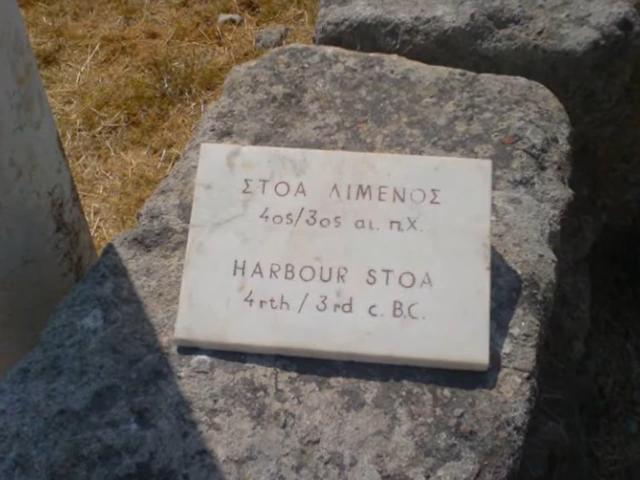 ΣΤΟΑ ΛΙΜΕΝΟΣ
4ος/3ος αι. π.Χ.
HARBOUR STOA
4rth / 3rd c. B.C.